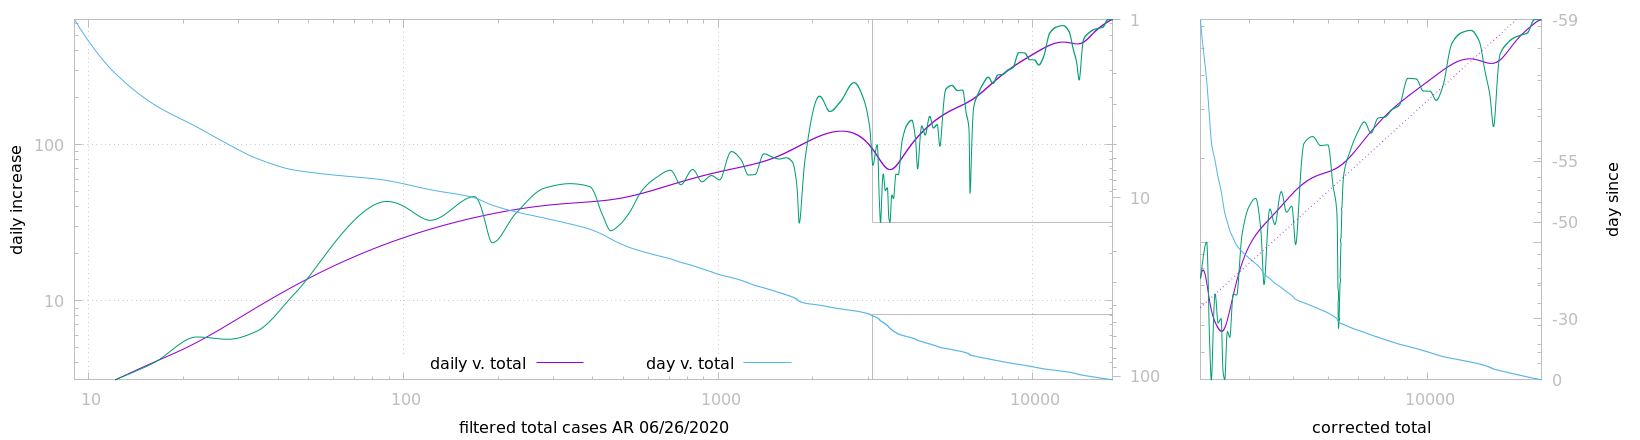 daily increase
100
10
10
100
1000
10000
1
10
100
daily v. total
day v. total
filtered total cases AR 06/26/2020
-59
-55
-50
-30
0
10000
day since
corrected total